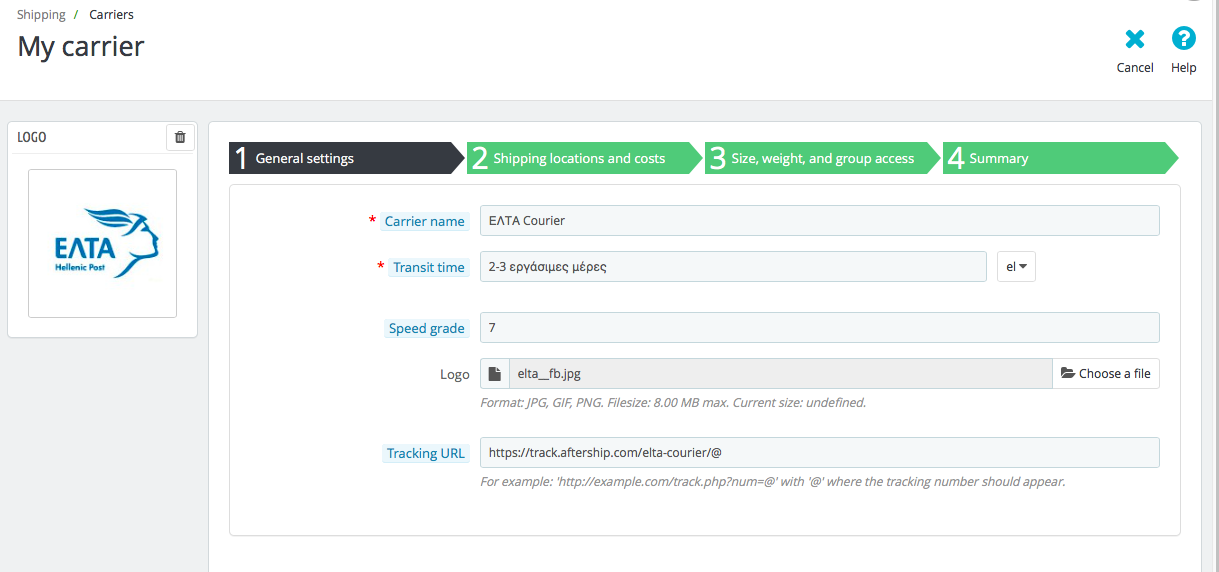 Shipping / Carriers
My carrier
Cancel
Help
LOGO
ΕΛΤΑ
Hellenic Post
1 General settings
2 Shipping locations and costs
3 Size, weight, and group access
4 Summary
* Carrier name
ΕΛΤΑ Courier
* Transit time
2-3 εργάσιμες μέρες
el
Speed grade
7
Logo
elta__fb.jpg
Choose a file
Format: JPG, GIF, PNG. Filesize: 8.00 MB max. Current size: undefined.
Tracking URL
https://track.aftership.com/elta-courier/@
For example: 'http://example.com/track.php?num=@' with '@' where the tracking number should appear.